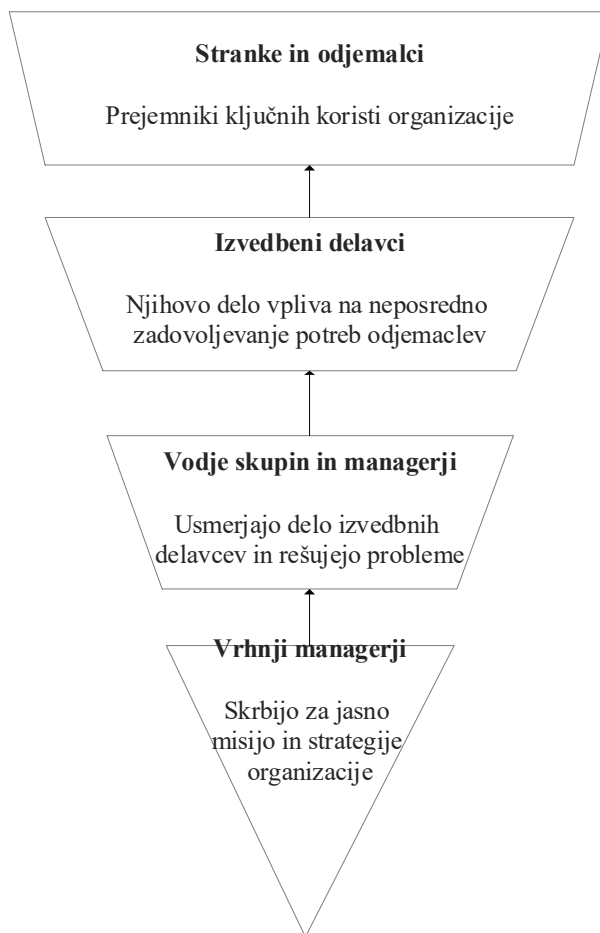 Stranke in odjemalci
Prejemniki ključnih koristi organizacije
Izvedbeni delavci
Njihovo delo vpliva na neposredno
zadovoljevanje potreb odjemaclev
Vodje skupin in managerji
Usmerjajo delo izvedbnih
delavcev in rešujejo probleme
Vrhnji managerji
Skrbijo za jasno
misijo in strategije
organizacije